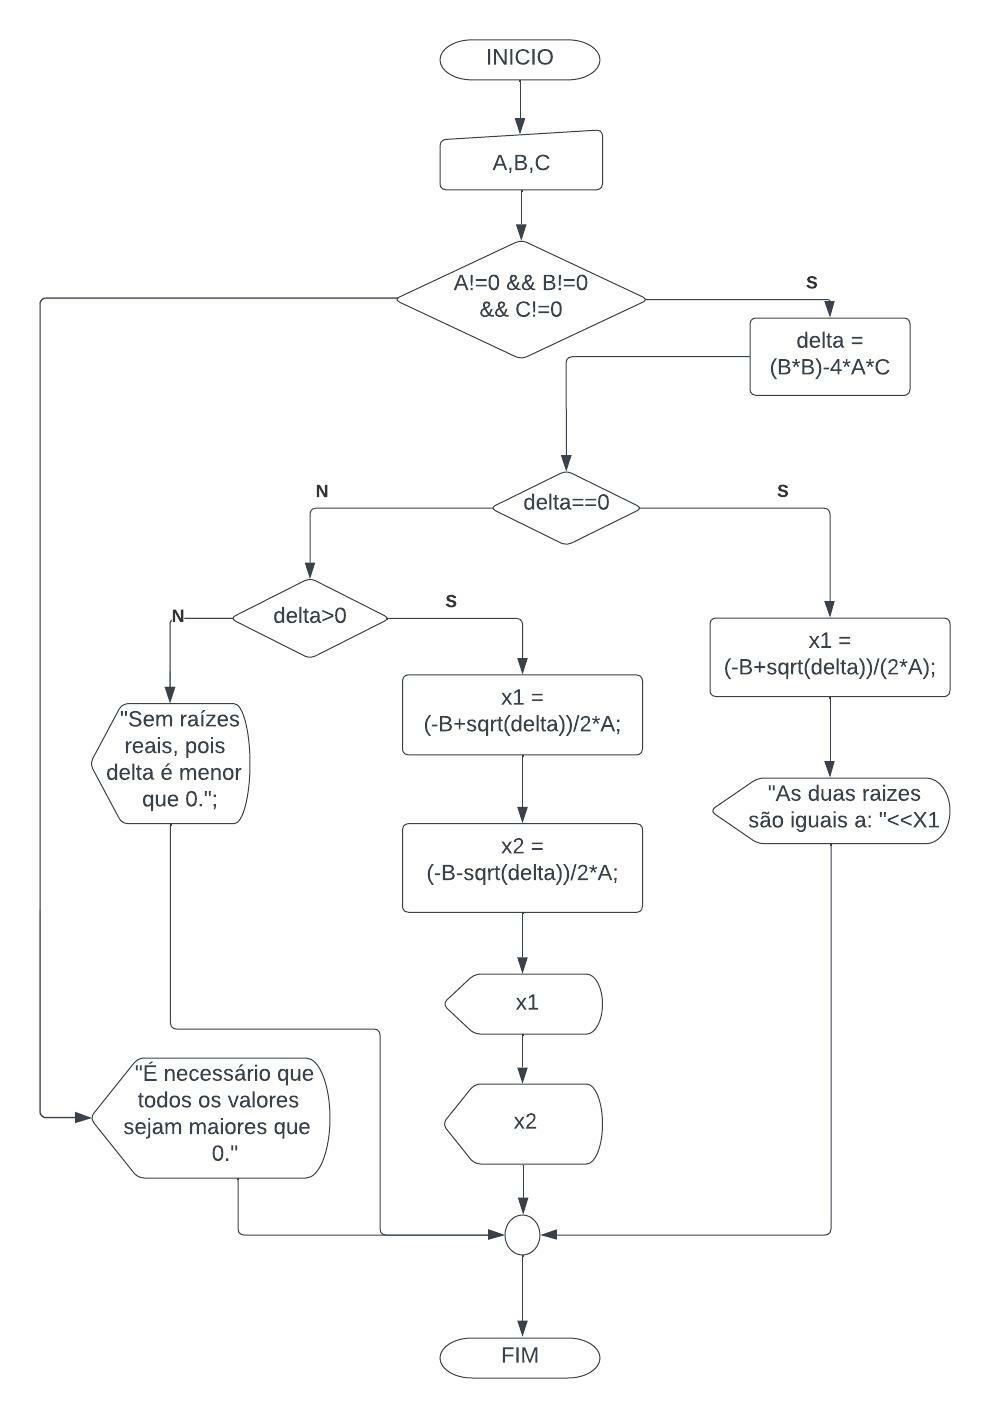 INICIO
A,B,C
A!=0 && B!=0
&& C!=0
S
delta =
(B*B)-4*A*C
delta==0
N
S
delta>0
N
S
x1 =
(-B+sqrt(delta))/(2*A);
x1 =
(-B+sqrt(delta))/2*A;
"Sem raízes
reais, pois
delta é menor
que 0.";
"As duas raizes
são iguais a: "<<X1
x2 =
(-B-sqrt(delta))/2*A;
x1
"É necessário que
todos os valores
sejam maiores que
0."
x2
FIM